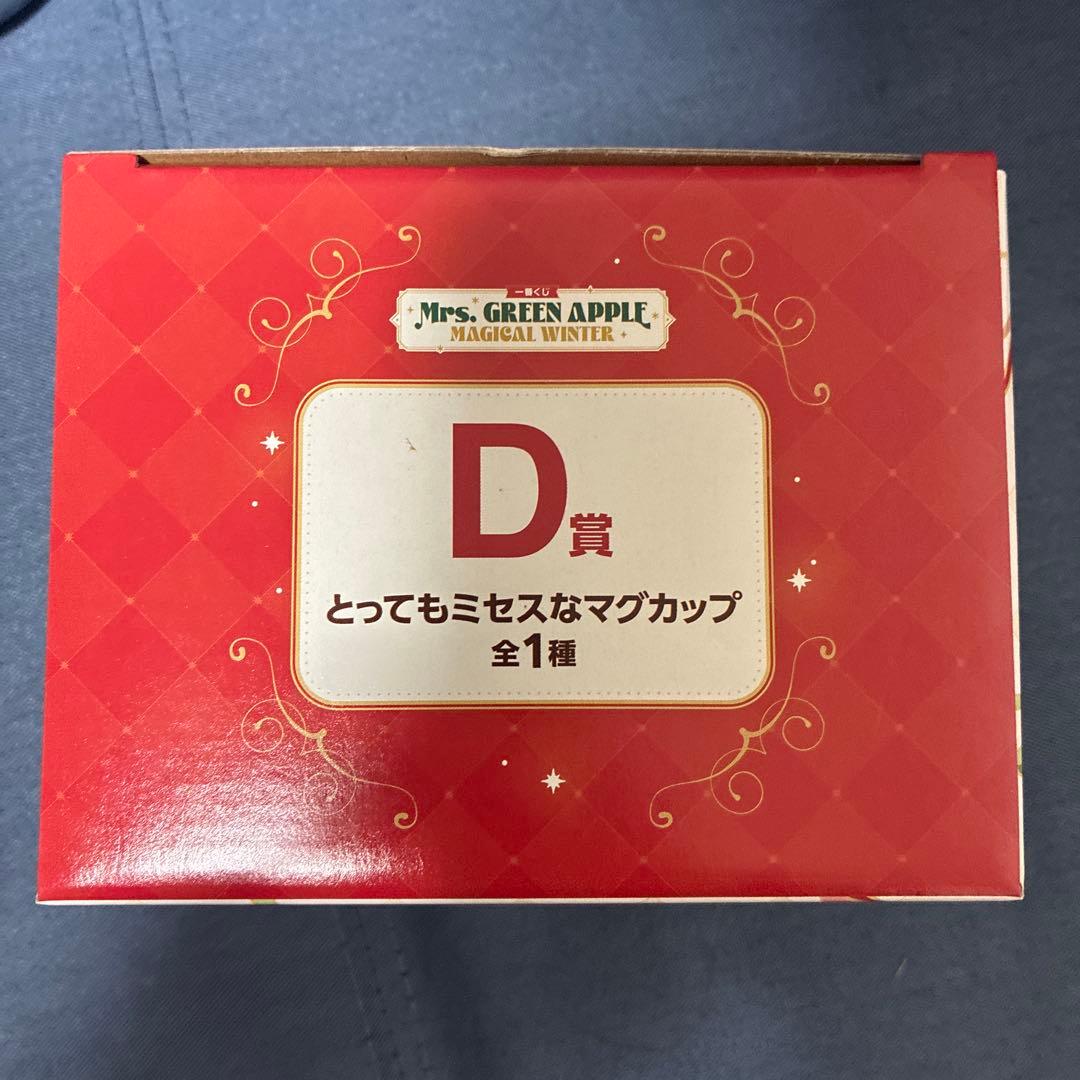 一番くじ
Mrs. GREEN APPLE
MAGICAL WINTER
D賞
とってもミセスなマグカップ
全1種